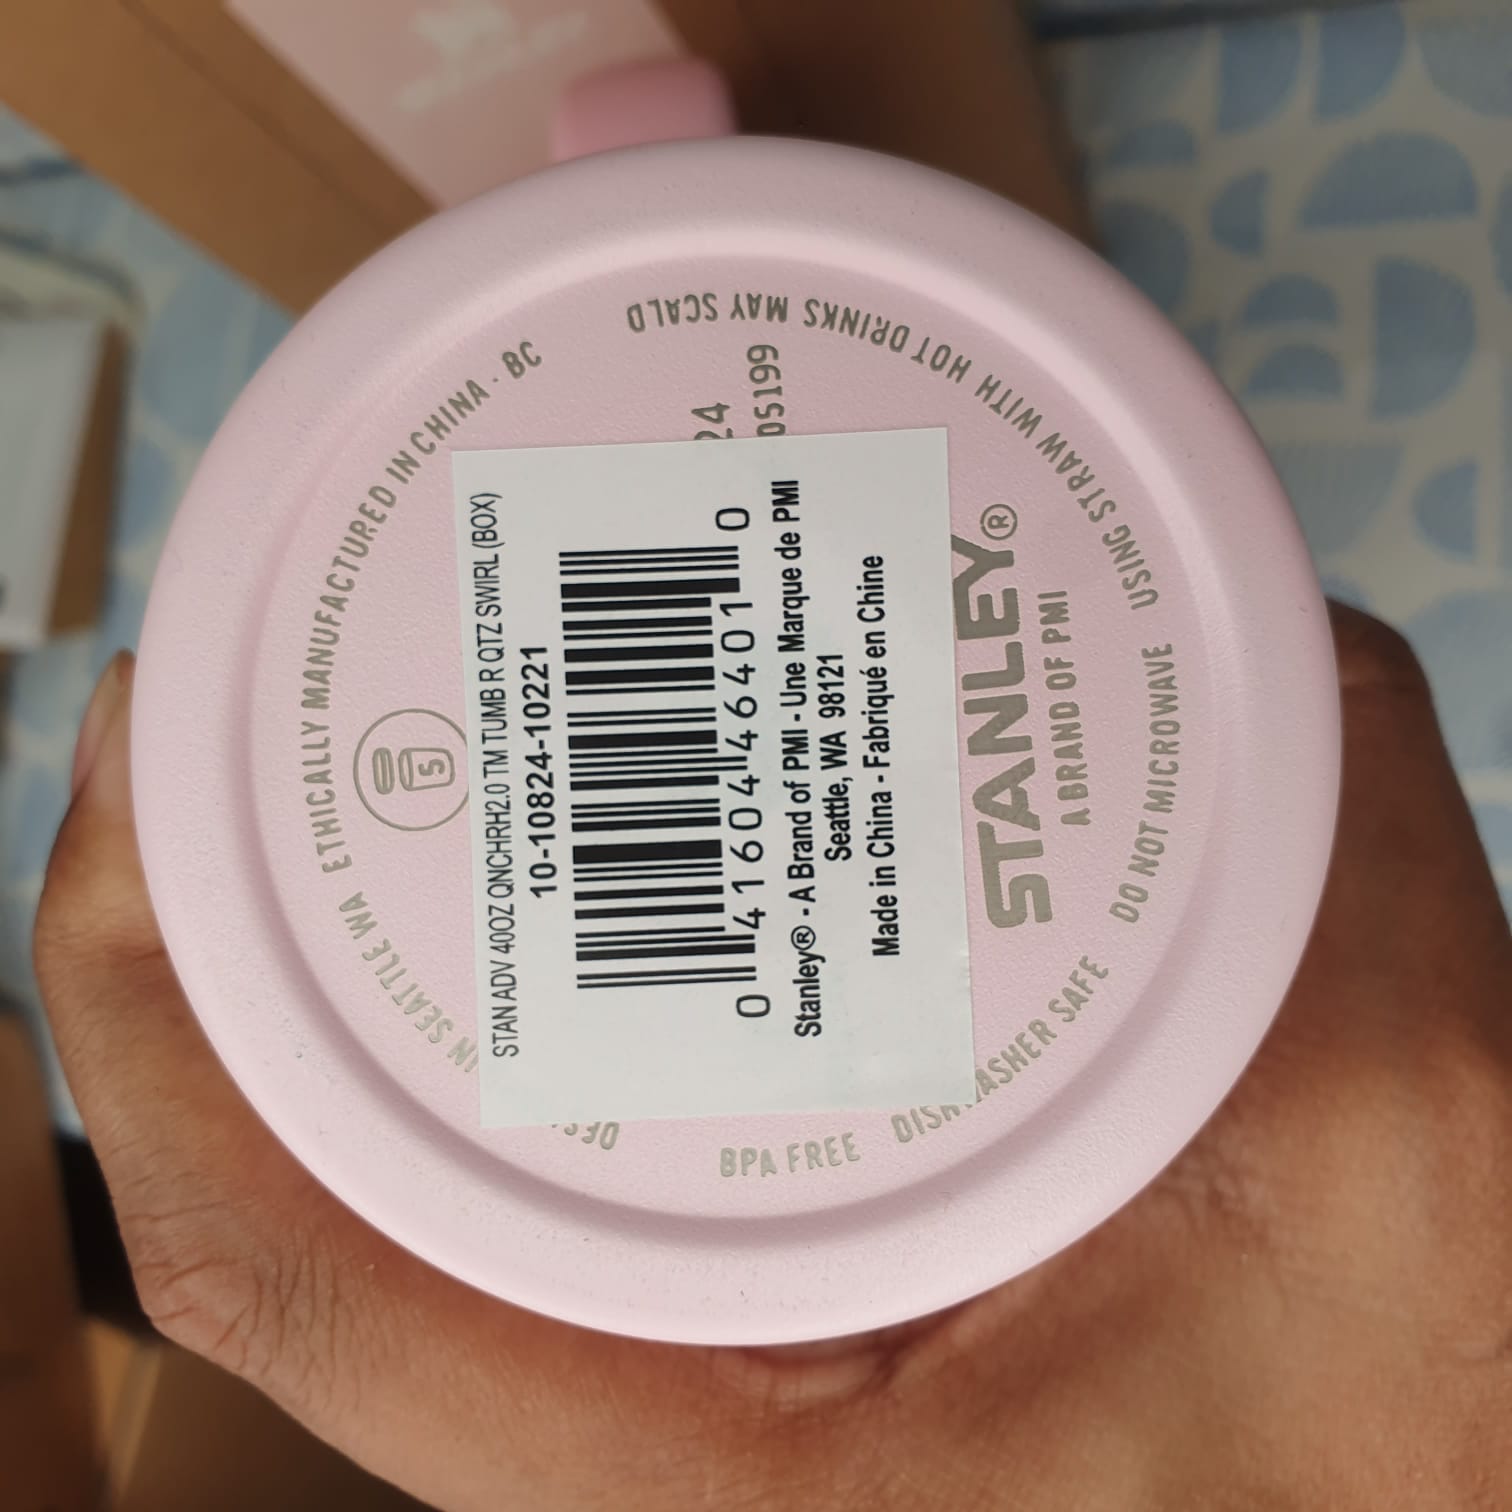 STAN ADV 40OZ QNCHRH2.0 TM TUMB R QTZ SWIRL (BOX)
10-10824-10221
0 41604 46401 0
Stanley® - A Brand of PMI - Une Marque de PMI
Seattle, WA 98121
Made in China - Fabriqué en Chine
STANLEY®
A BRAND OF PMI
IN SEATTLE WA ETHICALLY MANUFACTURED IN CHINA · BC
BPA FREE DISHWASHER SAFE DO NOT MICROWAVE USING STRAW WITH HOT DRINKS MAY SCALD
24
05199
5